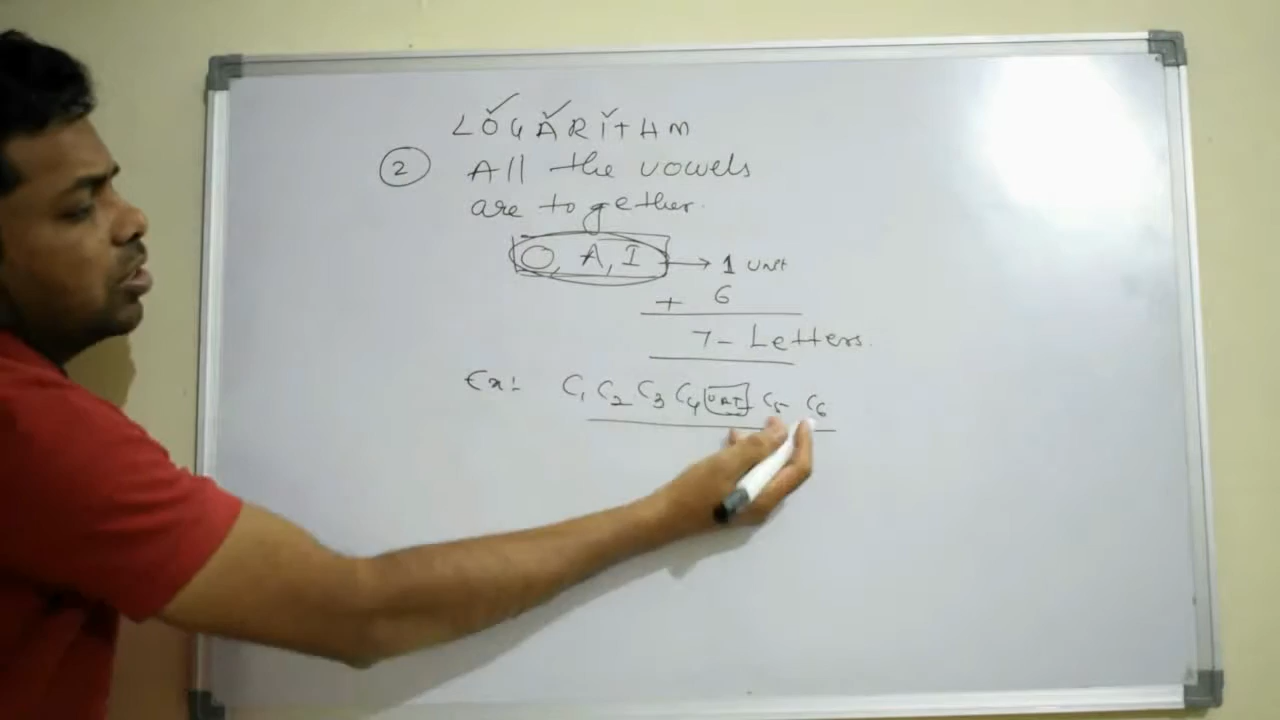 LOGARITHM
2 All the vowels
are together.
O, A, I → 1 unit
+ 6
7 - Letters.
Ex: C1 C2 C3 C4 C5 C6